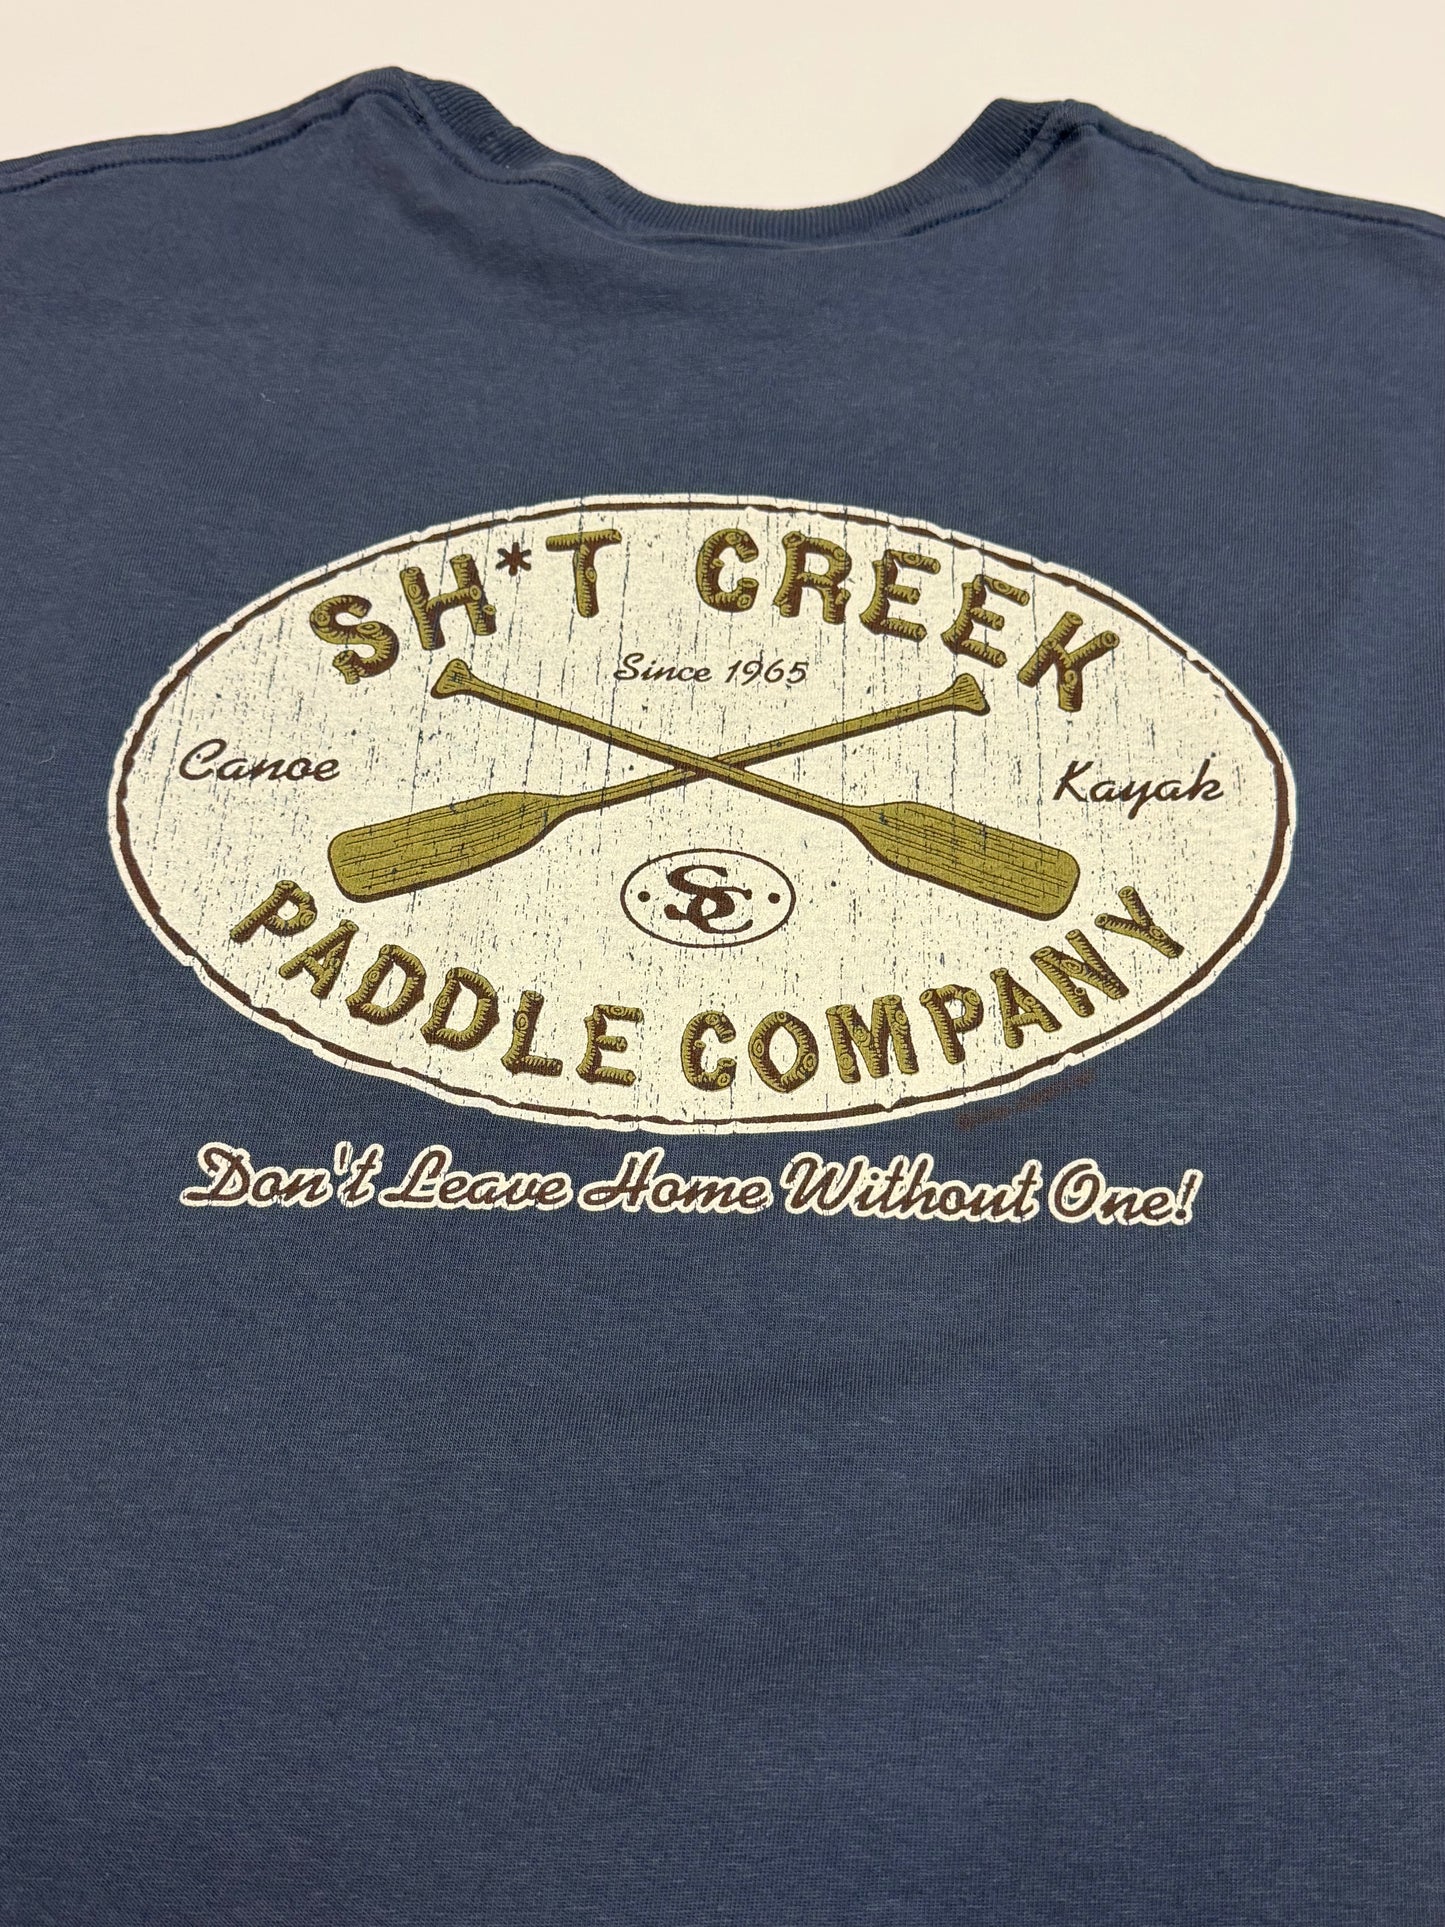 SH*T CREEK
Since 1965
Canoe
Kayak
SC
PADDLE COMPANY
Don't Leave Home Without One!